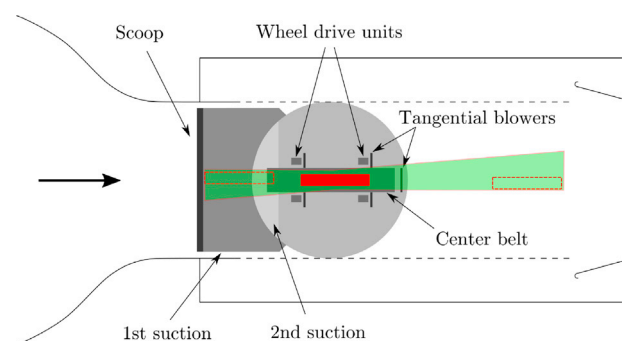 Scoop
Wheel drive units
Tangential blowers
Center belt
1st suction
2nd suction